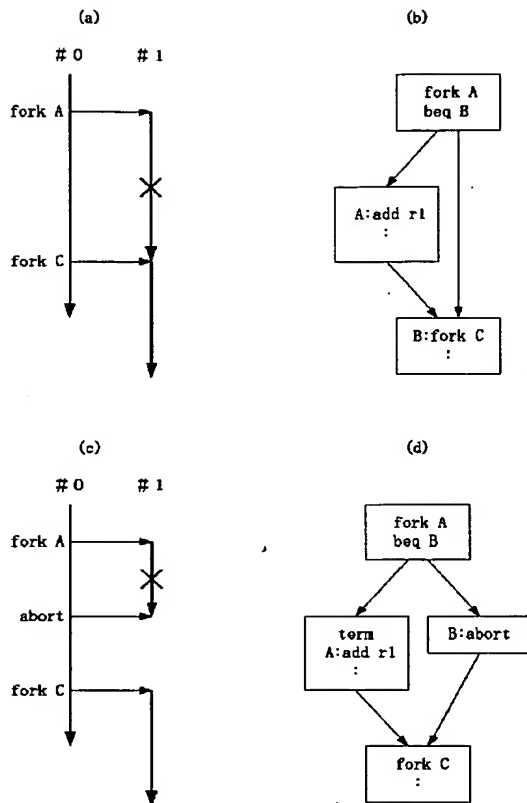 (a)
# 0 # 1
fork A
fork C
(b)
fork A
beq B
A:add r1
:
B:fork C
:
(c)
# 0 # 1
fork A
abort
fork C
(d)
fork A
beq B
term
A:add r1
:
B:abort
fork C
: